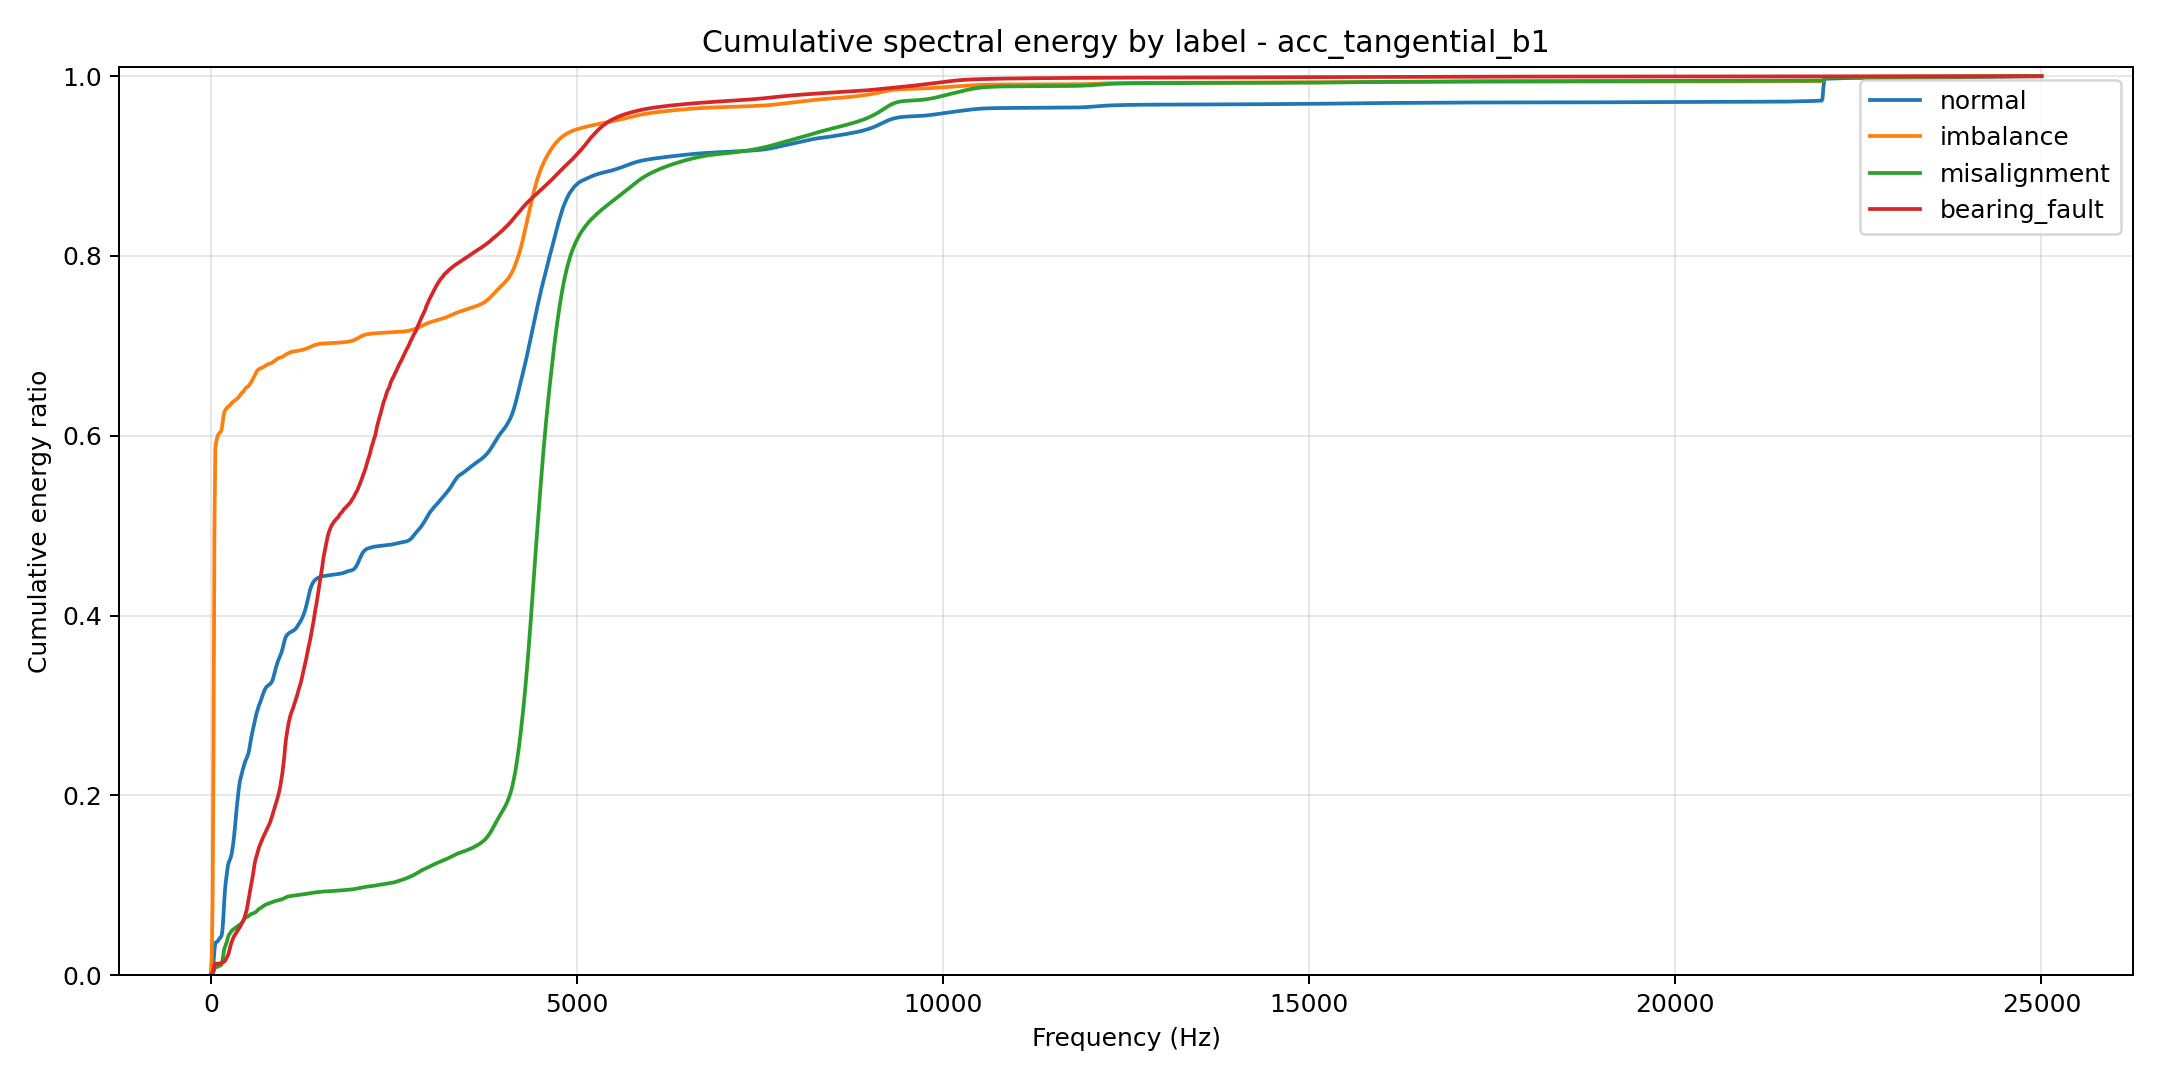 Cumulative spectral energy by label - acc_tangential_b1
1.0
0.8
0.6
0.4
0.2
0.0
Cumulative energy ratio
normal
imbalance
misalignment
bearing_fault
0 5000 10000 15000 20000 25000
Frequency (Hz)